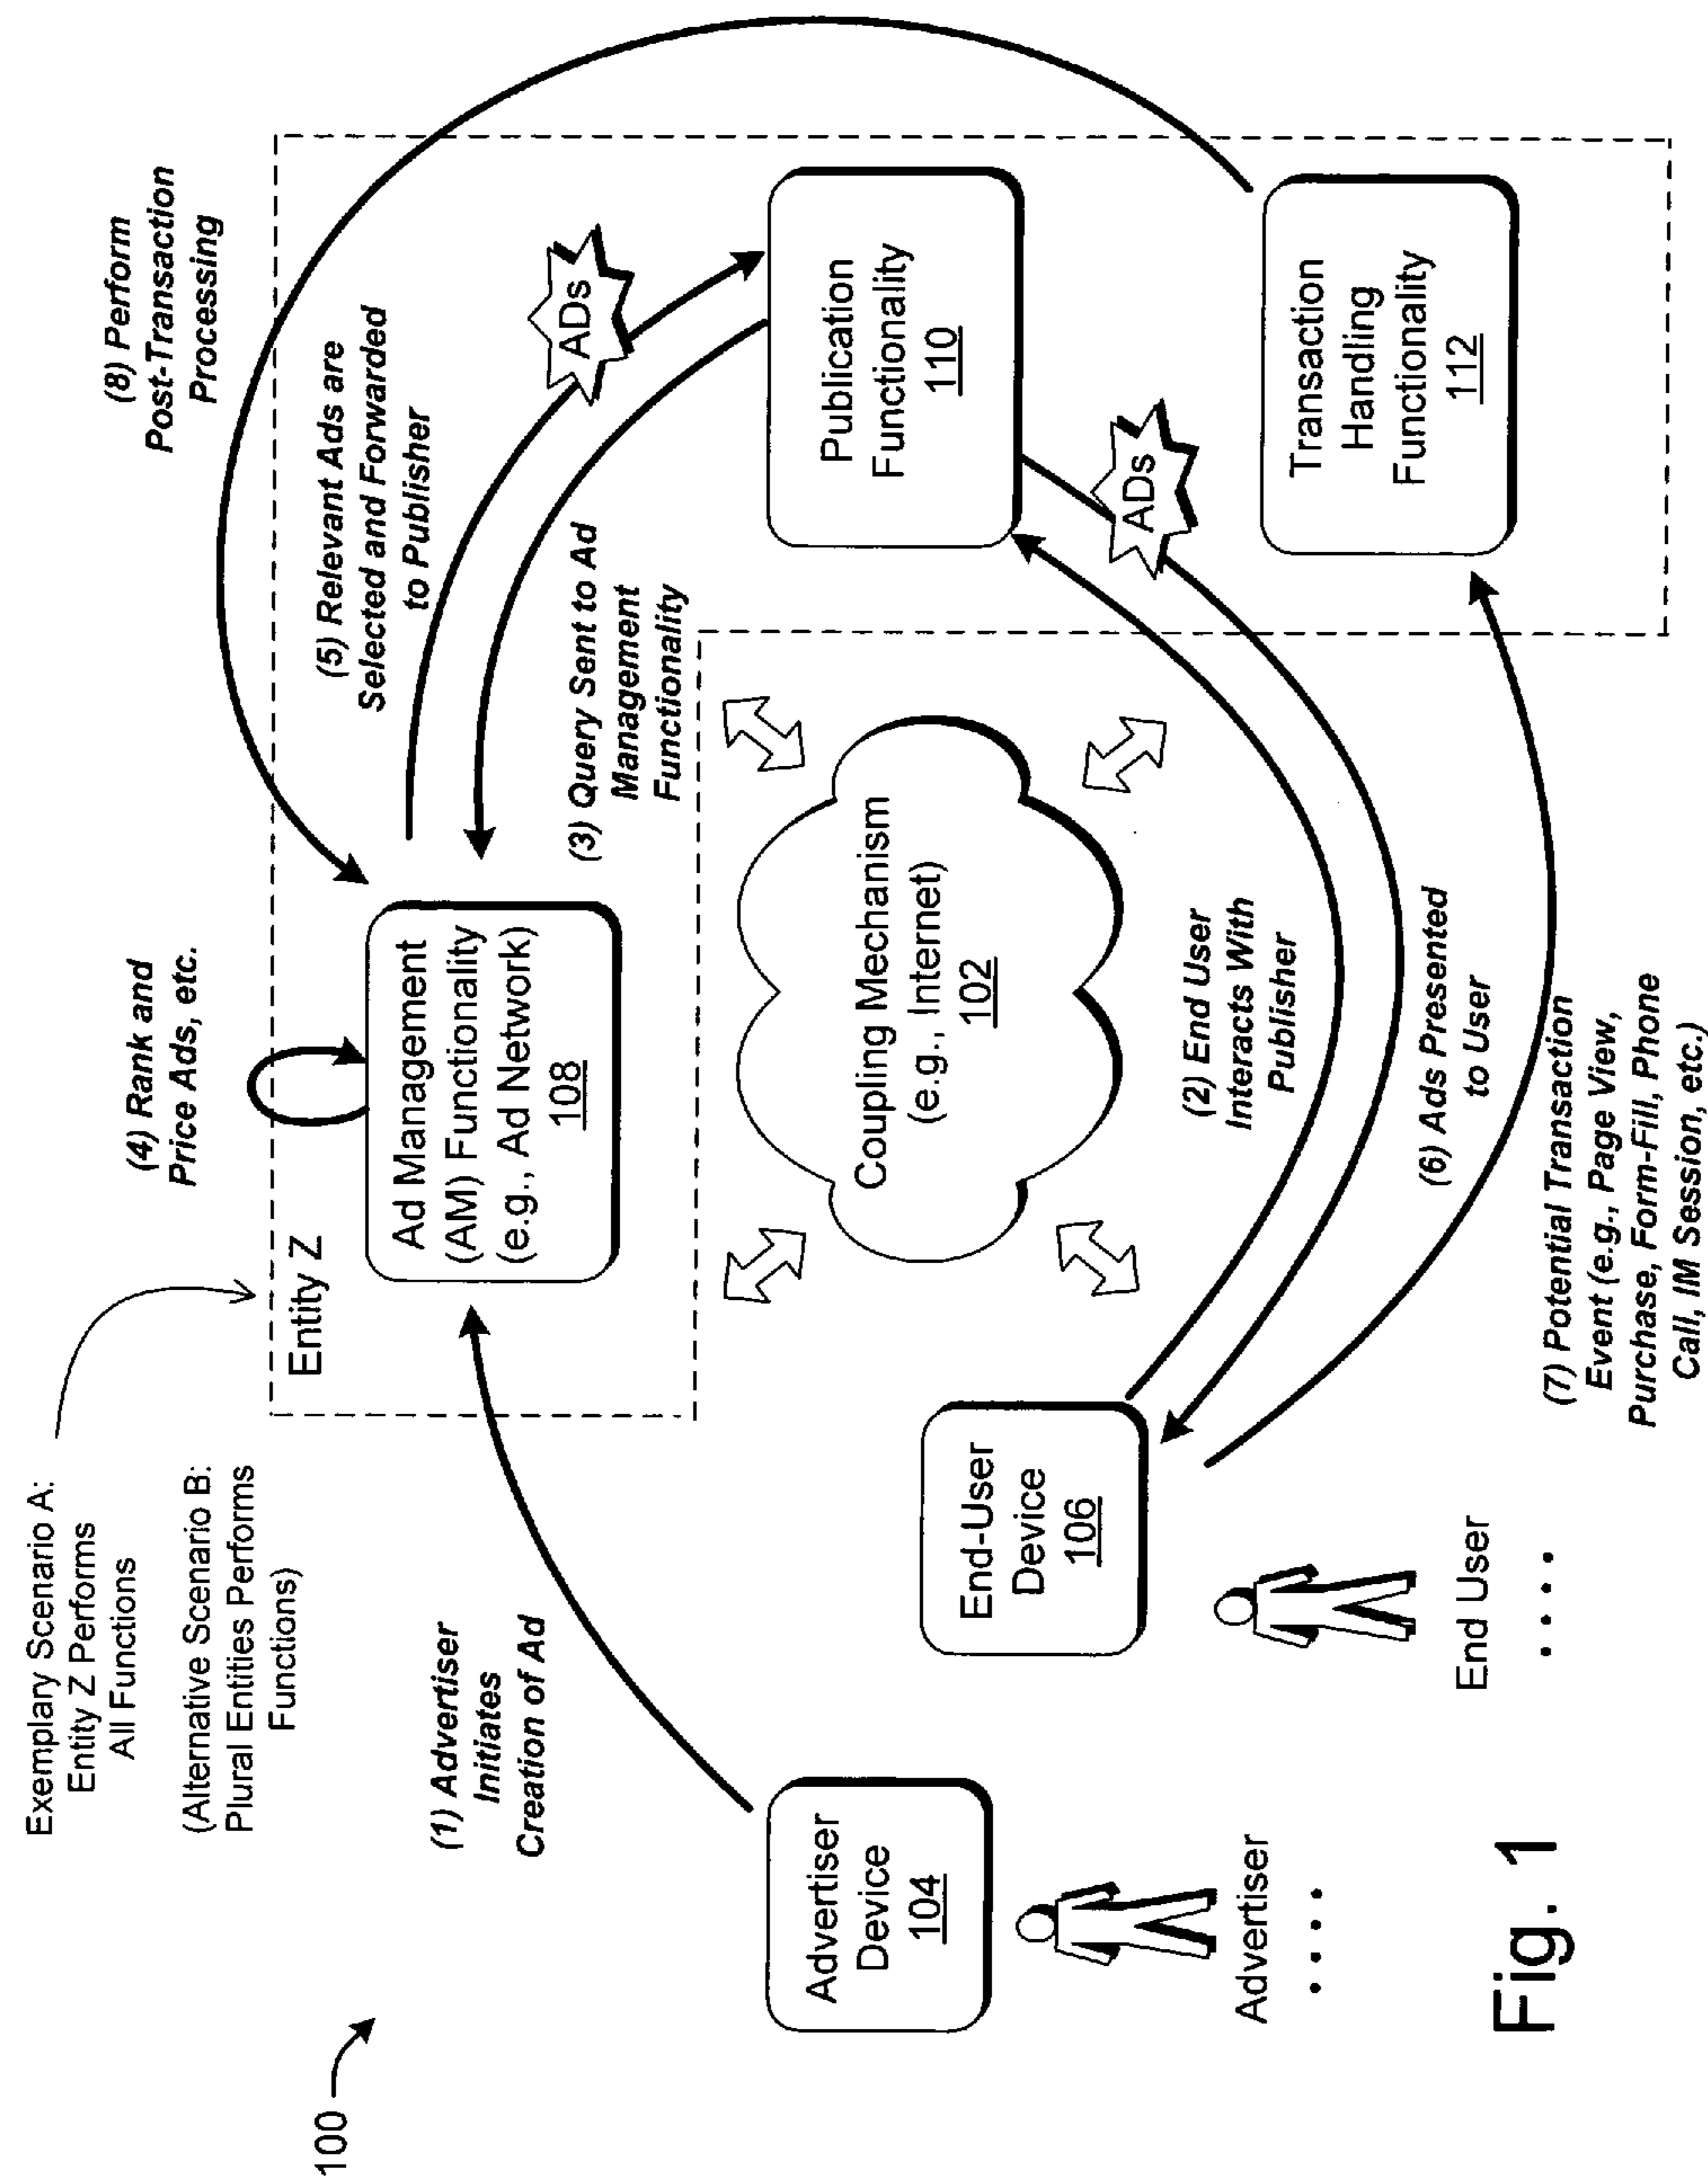 100
Exemplary Scenario A:
Entity Z Performs
All Functions
(Alternative Scenario B:
Plural Entities Performs
Functions)
Entity Z
(1) Advertiser
Initiates
Creation of Ad
(4) Rank and
Price Ads, etc.
Ad Management
(AM) Functionality
(e.g., Ad Network)
108
(8) Perform
Post-Transaction
Processing
(5) Relevant Ads are
Selected and Forwarded
to Publisher
ADs
(3) Query Sent to Ad
Management
Functionality
Advertiser
Device
104
Advertiser
. . . .
End-User
Device
106
End User
. . . .
Coupling Mechanism
(e.g., Internet)
102
Publication
Functionality
110
(2) End User
Interacts With
Publisher
ADs
(6) Ads Presented
to User
Transaction
Handling
Functionality
112
(7) Potential Transaction
Event (e.g., Page View,
Purchase, Form-Fill, Phone
Call, IM Session, etc.)
Fig. 1